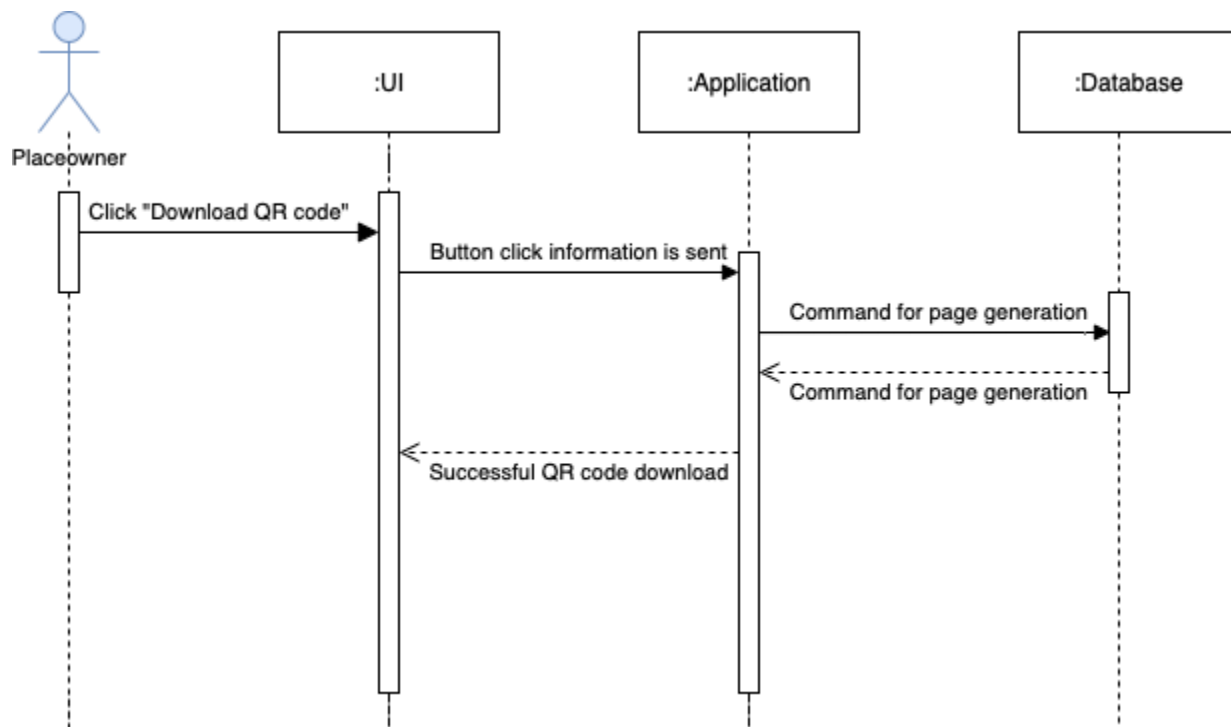 :UI
:Application
:Database
Placeowner
Click "Download QR code"
Button click information is sent
Command for page generation
Command for page generation
Successful QR code download